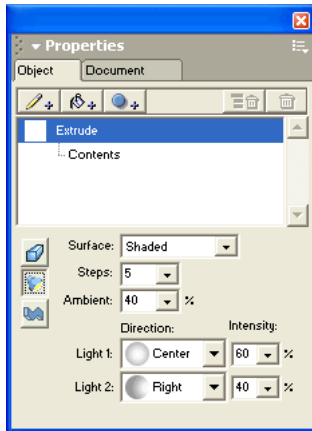 Properties
Object Document
Extrude
Contents
Surface: Shaded
Steps: 5
Ambient: 40 %
Direction: Intensity:
Light 1: Center 60 %
Light 2: Right 40 %